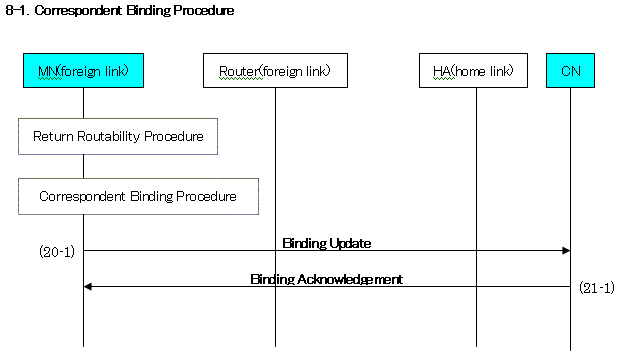 8-1. Correspondent Binding Procedure
MN(foreign link)
Router(foreign link)
HA(home link)
CN
Return Routability Procedure
Correspondent Binding Procedure
Binding Update
(20-1)
Binding Acknowledgement
(21-1)